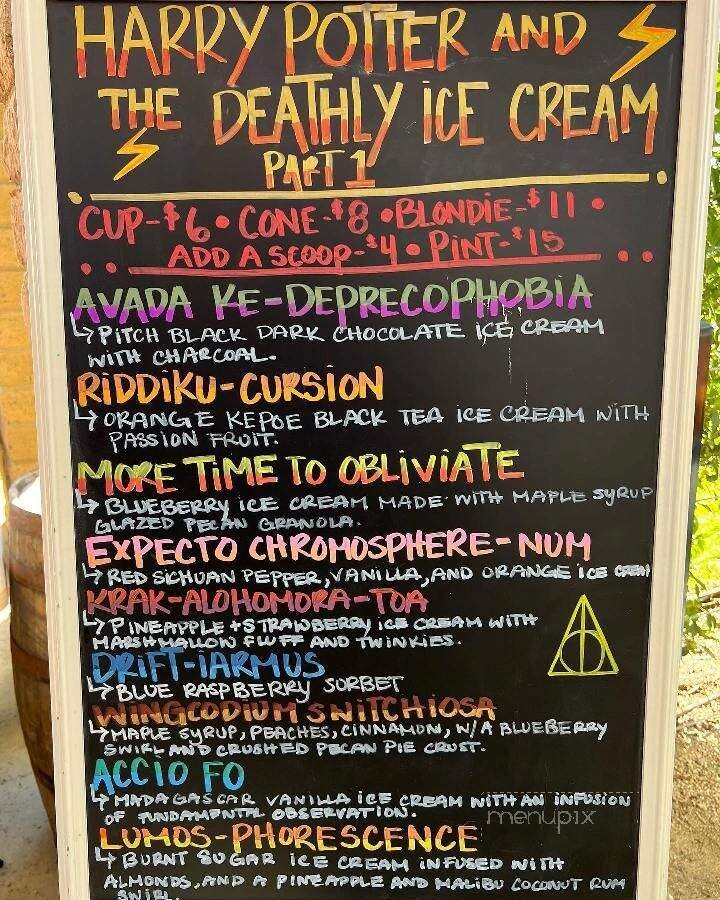 HARRY POTTER AND
THE DEATHLY ICE CREAM
PART 1
CUP-$6 • CONE-$8 • BLONDIE-$11 •
ADD A SCOOP-$4 • PINT-$15
AVADA KE-DEPRECOPHOBIA
PITCH BLACK DARK CHOCOLATE ICE CREAM
WITH CHARCOAL.
RIDDIKU-CURSION
ORANGE KEPOE BLACK TEA ICE CREAM WITH
PASSION FRUIT.
MORE TIME TO OBLIVIATE
BLUEBERRY ICE CREAM MADE WITH MAPLE SYRUP
GLAZED PECAN GRANOLA.
EXPECTO CHROMOSPHERE-NUM
RED SICHUAN PEPPER, VANILLA, AND ORANGE ICE CREAM
KRAK-ALOHOMORA-TOA
PINEAPPLE + STRAWBERRY ICE CREAM WITH
MARSHMALLOW FLUFF AND TWINKIES.
DRIFT-IARMUS
BLUE RASPBERRY SORBET
WINGCODIUM SNITCHIOSA
MAPLE SYRUP, PEACHES, CINNAMON, W/A BLUEBERRY
SWIRL AND CRUSHED PECAN PIE CRUST.
ACCIO FO
MADAGASCAR VANILLA ICE CREAM WITH AN INFUSION
OF FUNDAMENTAL OBSERVATION.
menupix
LUMOS-PHORESCENCE
BURNT SUGAR ICE CREAM INFUSED WITH
ALMONDS, AND A PINEAPPLE AND MALIBU COCONUT RUM
SWIRL.